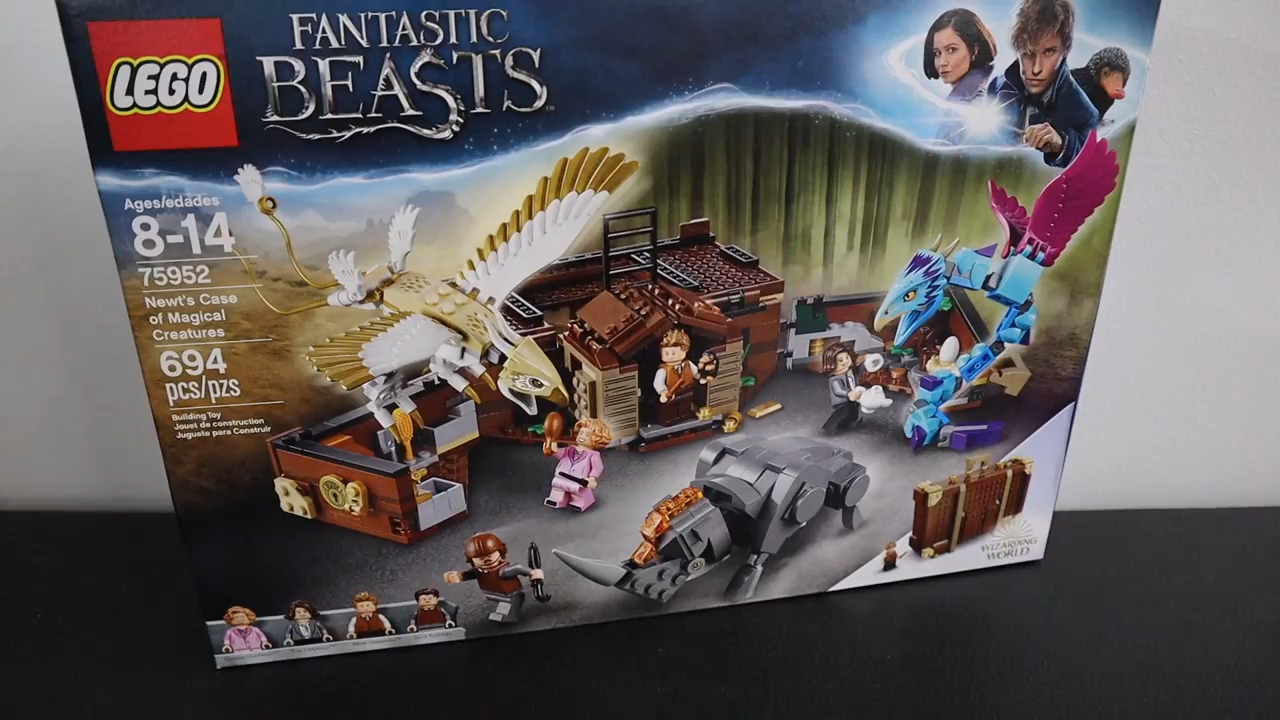 LEGO
FANTASTIC
BEASTS™
Ages/edades
8-14
75952
Newt's Case
of Magical
Creatures
694
pcs/pzs
Building Toy
Jouet de construction
Juguete para Construir
WIZARDING
WORLD